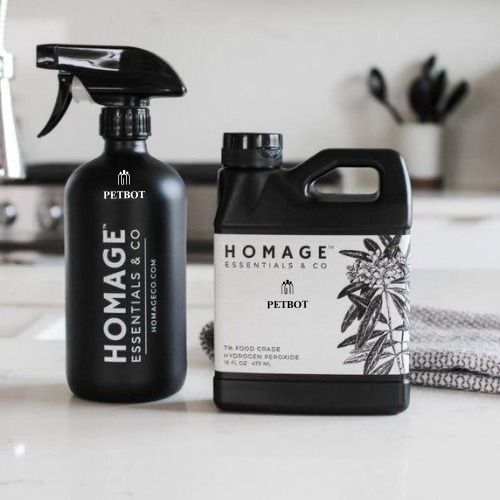 PETBOT
HOMAGE™
ESSENTIALS & CO
HOMAGECO.COM
HOMAGE™
ESSENTIALS & CO
PETBOT
7% FOOD GRADE
HYDROGEN PEROXIDE
16 FL OZ 473 ML